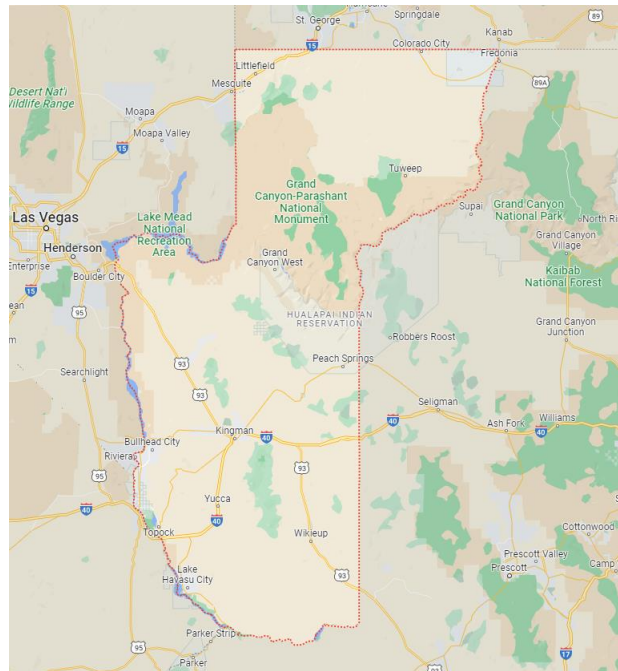 St. George
Springdale
Kanab
89
15
Colorado City
Fredonia
Littlefield
Mesquite
89A
Desert Nat'l
Wildlife Range
Moapa
Moapa Valley
15
Tuweep
Grand
Canyon-Parashant
National
Monument
Supai
Grand Canyon
National Park
North Ri
Las Vegas
Lake Mead
National
Recreation
Area
Henderson
Enterprise
Boulder City
Grand
Canyon West
Grand Canyon
Village
Kaibab
National Forest
15
95
HUALAPAI INDIAN
RESERVATION
Grand Canyon
Junction
Robbers Roost
Peach Springs
Searchlight
93
93
Seligman
Ash Fork
Williams
40
40
40
Kingman
Bullhead City
Riviera
93
95
40
Yucca
40
Topock
Wikieup
Cottonwood
Prescott Valley
Prescott
Camp
93
Lake
Havasu City
Parker Strip
95
Parker
93
17